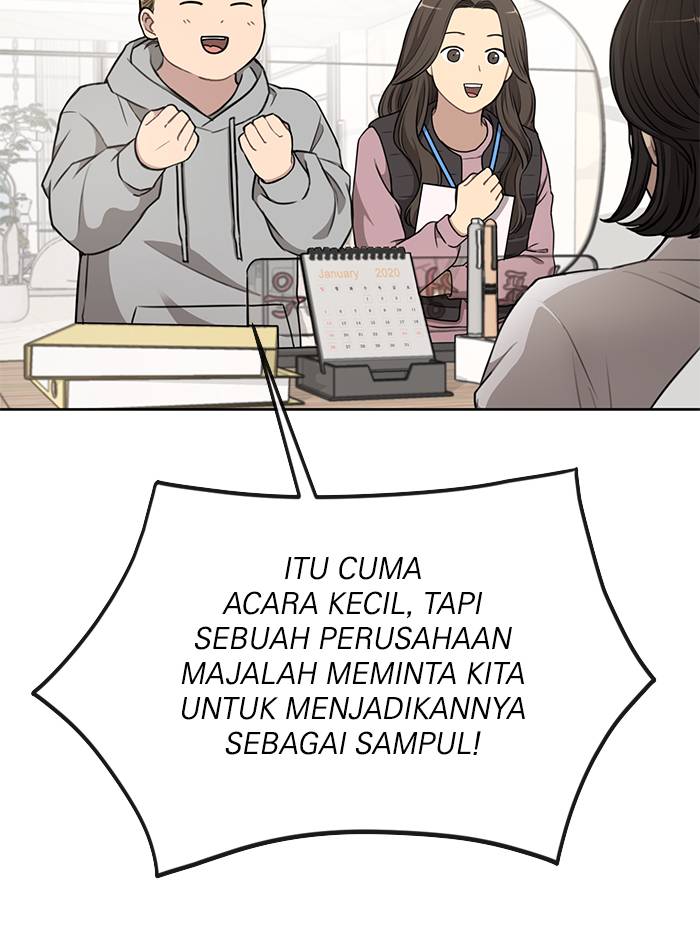 January 2020
ITU CUMA
ACARA KECIL, TAPI
SEBUAH PERUSAHAAN
MAJALAH MEMINTA KITA
UNTUK MENJADIKANNYA
SEBAGAI SAMPUL!